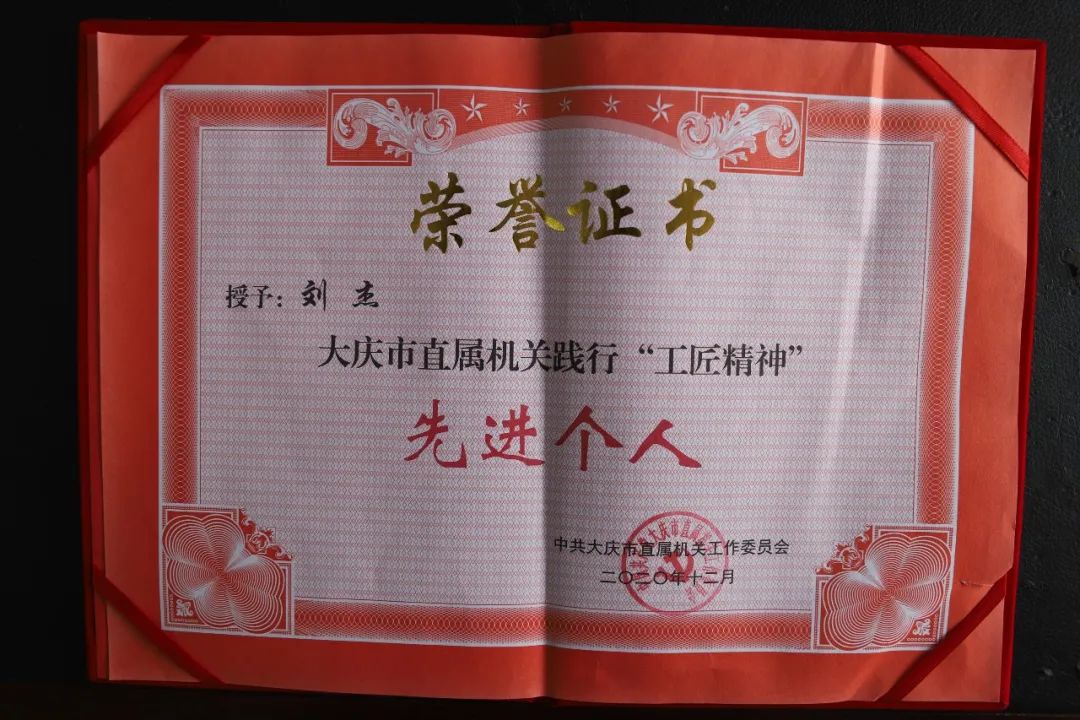 荣誉证书
授予：刘 杰
大庆市直属机关践行“工匠精神”
先进个人
中共大庆市直属机关工作委员会
二〇二〇年十二月